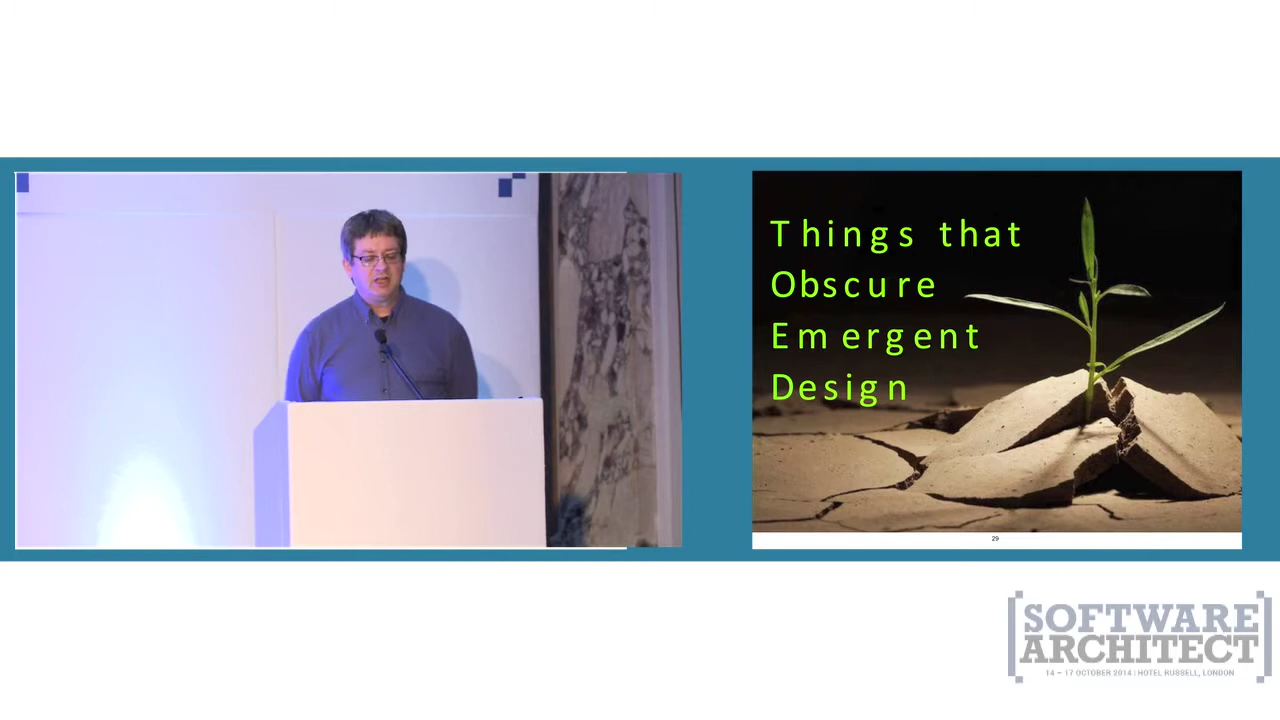 Things that
Obscure
Emergent
Design
29
[SOFTWARE
ARCHITECT]
14 – 17 OCTOBER 2014 | HOTEL RUSSELL, LONDON